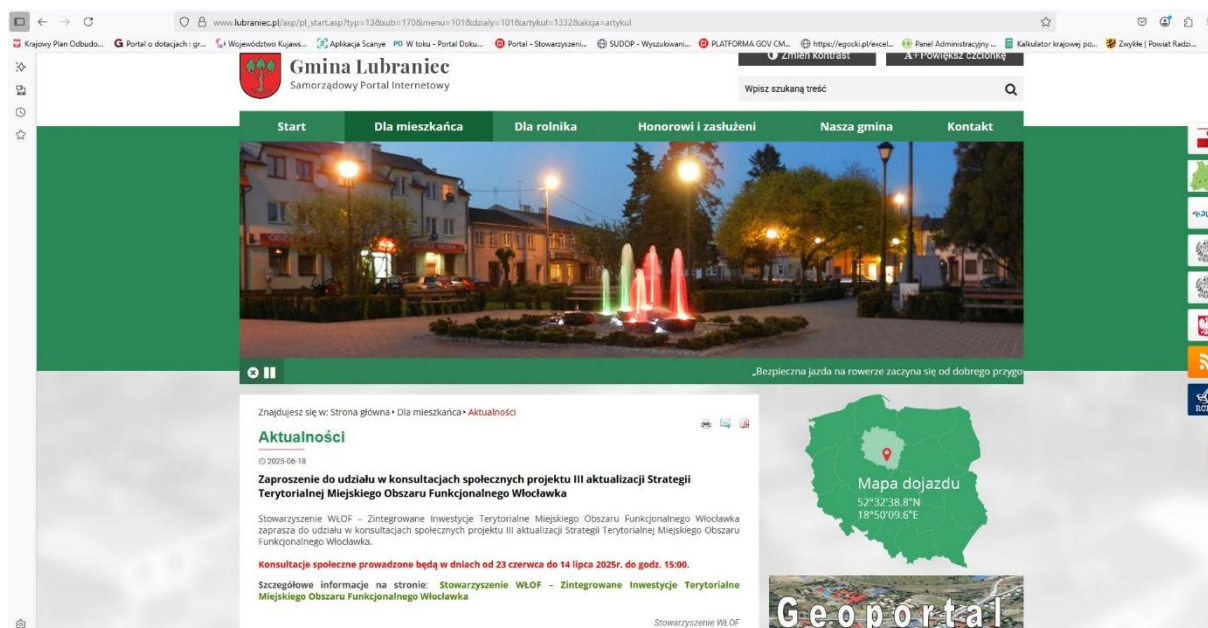 www.lubraniec.pl/asp/pl_start.asp?typ=13&sub=170&menu=101&dzialy=101&artykul=1332&akcja=artykul
Krajowy Plan Odbudo... Portal o dotacjach : gr... Województwo Kujaws... Aplikacja Scanye W toku - Portal Doku... Portal - Stowarzyszeni... SUDOP - Wyszukiwani... PLATFORMA GOV CM... https://egocki.pl/excel... Panel Administracyjny ... Kalkulator krajowej po... Zwykłe | Powiat Radzi...
Gmina Lubraniec
Zmień kontrast A+ Powiększ czcionkę
Samorządowy Portal Internetowy
Wpisz szukaną treść
Start Dla mieszkańca Dla rolnika Honorowi i zasłużeni Nasza gmina Kontakt
„Bezpieczna jazda na rowerze zaczyna się od dobrego przygo
Znajdujesz się w: Strona główna • Dla mieszkańca • Aktualności
Aktualności
2025-06-18
Zaproszenie do udziału w konsultacjach społecznych projektu III aktualizacji Strategii
Terytorialnej Miejskiego Obszaru Funkcjonalnego Włocławka
Stowarzyszenie WŁOF – Zintegrowane Inwestycje Terytorialne Miejskiego Obszaru Funkcjonalnego Włocławka
zaprasza do udziału w konsultacjach społecznych projektu III aktualizacji Strategii Terytorialnej Miejskiego Obszaru
Funkcjonalnego Włocławka.
Konsultacje społeczne prowadzone będą w dniach od 23 czerwca do 14 lipca 2025r. do godz. 15:00.
Szczegółowe informacje na stronie: Stowarzyszenie WŁOF – Zintegrowane Inwestycje Terytorialne
Miejskiego Obszaru Funkcjonalnego Włocławka
Stowarzyszenie WŁOF
Mapa dojazdu
52°32'38.8"N
18°50'09.6"E
Geoportal